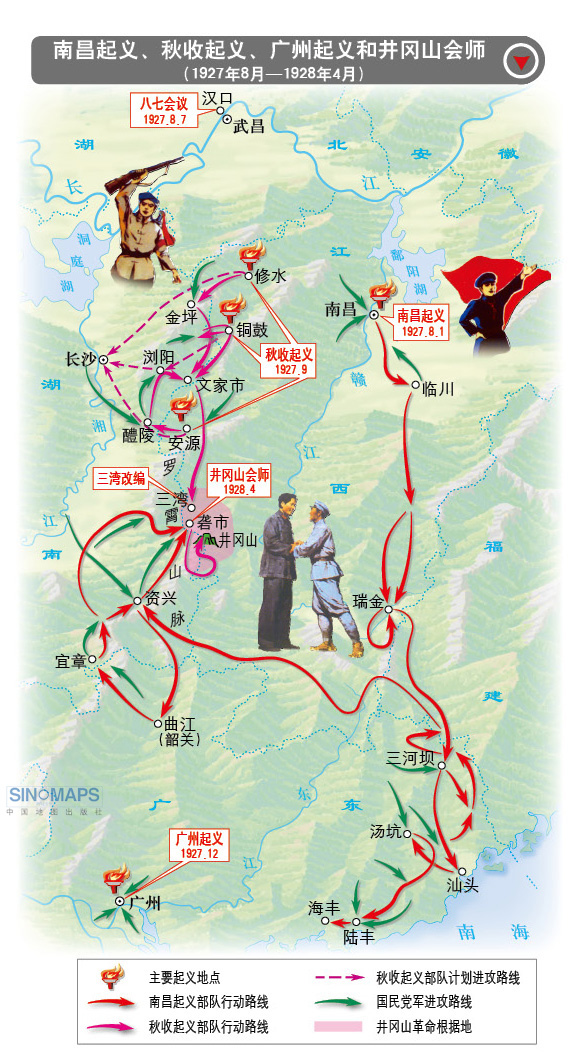 南昌起义、秋收起义、广州起义和井冈山会师
(1927年8月—1928年4月)
八七会议
1927.8.7
汉口
武昌
湖
北
安
徽
长
江
洞
庭
湖
江
鄱
阳
湖
修水
金坪
南昌
南昌起义
1927.8.1
铜鼓
长沙
浏阳
秋收起义
1927.9
文家市
赣
临川
湖
湘
醴陵
安源
罗
江
三湾改编
井冈山会师
1928.4
西
三湾
霄
砻市
井冈山
江
南
福
山
资兴
瑞金
脉
宜章
建
曲江
(韶关)
三河坝
SINOMAPS
中国地图出版社
广
东
东
汤坑
广州起义
1927.12
江
汕头
广州
海丰
陆丰
南
海
主要起义地点
南昌起义部队行动路线
秋收起义部队行动路线
秋收起义部队计划进攻路线
国民党军进攻路线
井冈山革命根据地